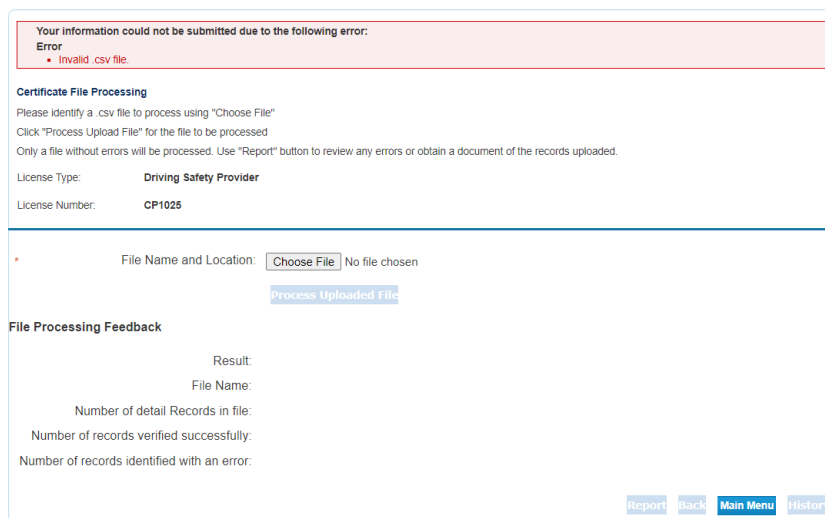 Your information could not be submitted due to the following error:
Error
Invalid .csv file.
Certificate File Processing
Please identify a .csv file to process using "Choose File"
Click "Process Upload File" for the file to be processed
Only a file without errors will be processed. Use "Report" button to review any errors or obtain a document of the records uploaded.
License Type: Driving Safety Provider
License Number: CP1025
* File Name and Location: Choose File No file chosen
Process Uploaded File
File Processing Feedback
Result:
File Name:
Number of detail Records in file:
Number of records verified successfully:
Number of records identified with an error:
Report Back Main Menu History